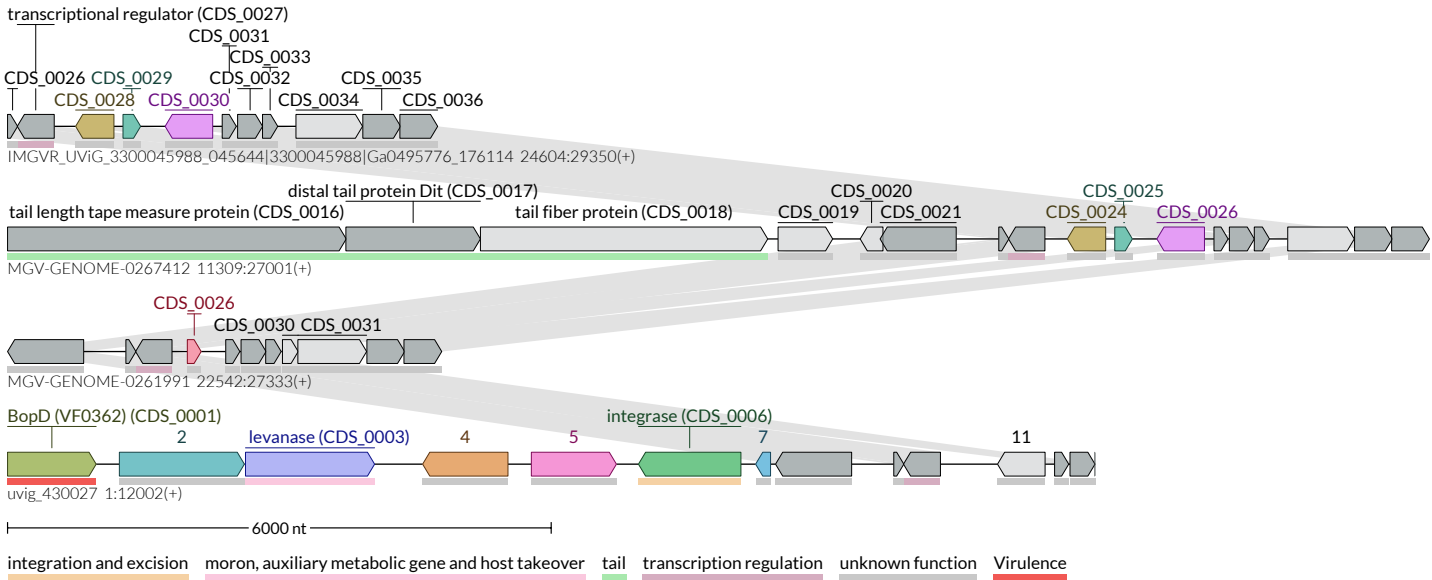 transcriptional regulator (CDS_0027)
CDS_0031
CDS_0033
CDS_0026 CDS_0029 CDS_0032 CDS_0035
CDS_0028 CDS_0030 CDS_0034 CDS_0036
IMGVR_UViG_3300045988_045644|3300045988|Ga0495776_176114 24604:29350(+)
distal tail protein Dit (CDS_0017) CDS_0020 CDS_0025
tail length tape measure protein (CDS_0016) tail fiber protein (CDS_0018) CDS_0019 CDS_0021 CDS_0024 CDS_0026
MGV-GENOME-0267412 11309:27001(+)
CDS_0026
CDS_0030 CDS_0031
MGV-GENOME-0261991 22542:27333(+)
BopD (VF0362) (CDS_0001) integrase (CDS_0006)
2 levanase (CDS_0003) 4 5 7 11
uvig_430027 1:12002(+)
6000 nt
integration and excision moron, auxiliary metabolic gene and host takeover tail transcription regulation unknown function Virulence